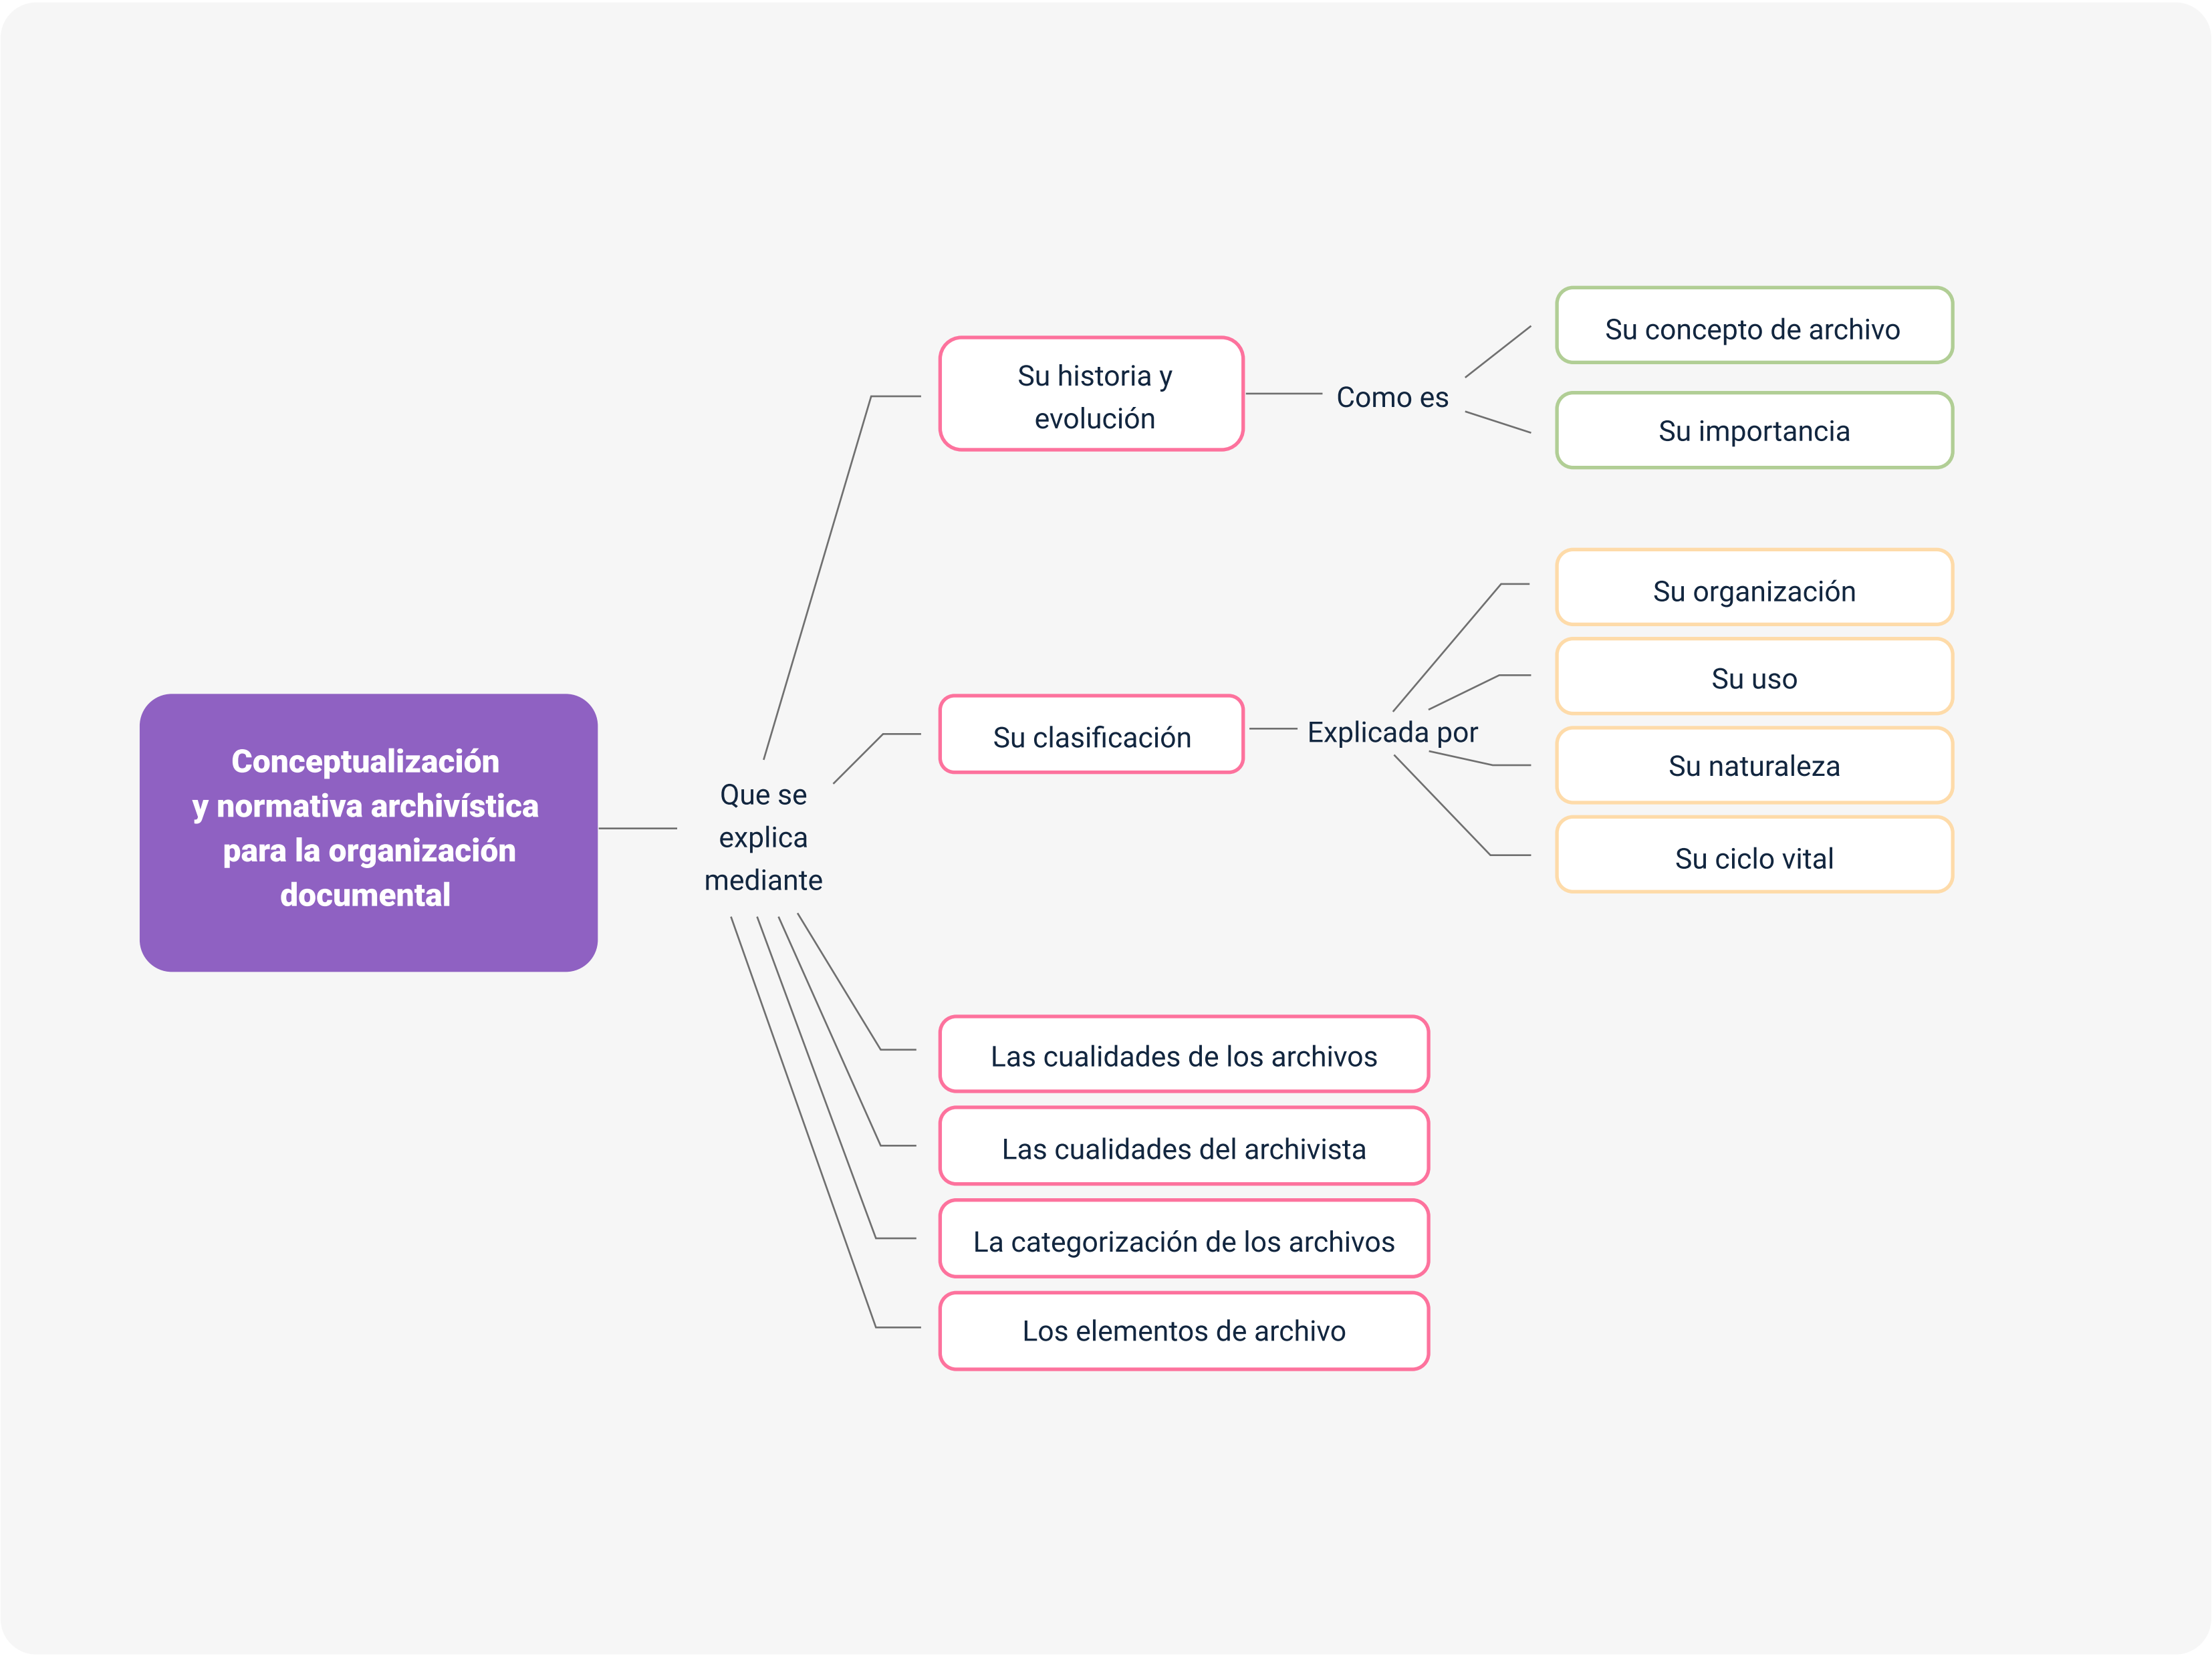 Conceptualización
y normativa archivística
para la organización
documental
Que se
explica
mediante
Su historia y
evolución
Como es
Su concepto de archivo
Su importancia
Su clasificación
Explicada por
Su organización
Su uso
Su naturaleza
Su ciclo vital
Las cualidades de los archivos
Las cualidades del archivista
La categorización de los archivos
Los elementos de archivo